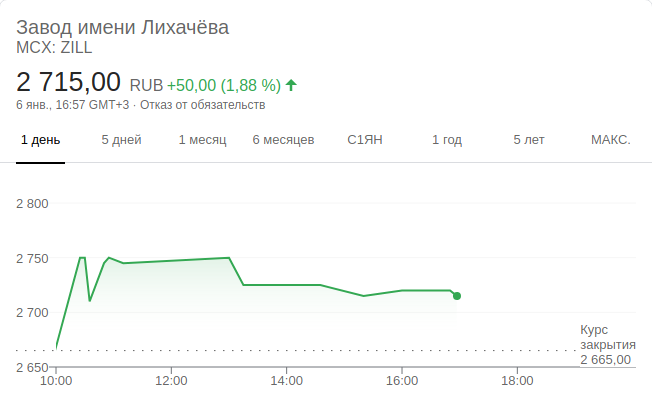 Завод имени Лихачёва
MCX: ZILL
2 715,00 RUB +50,00 (1,88 %)
6 янв., 16:57 GMT+3 · Отказ от обязательств
1 день 5 дней 1 месяц 6 месяцев С1ЯН 1 год 5 лет МАКС.
2 800
2 750
2 700
Курс
закрытия
2 665,00
2 650
10:00 12:00 14:00 16:00 18:00